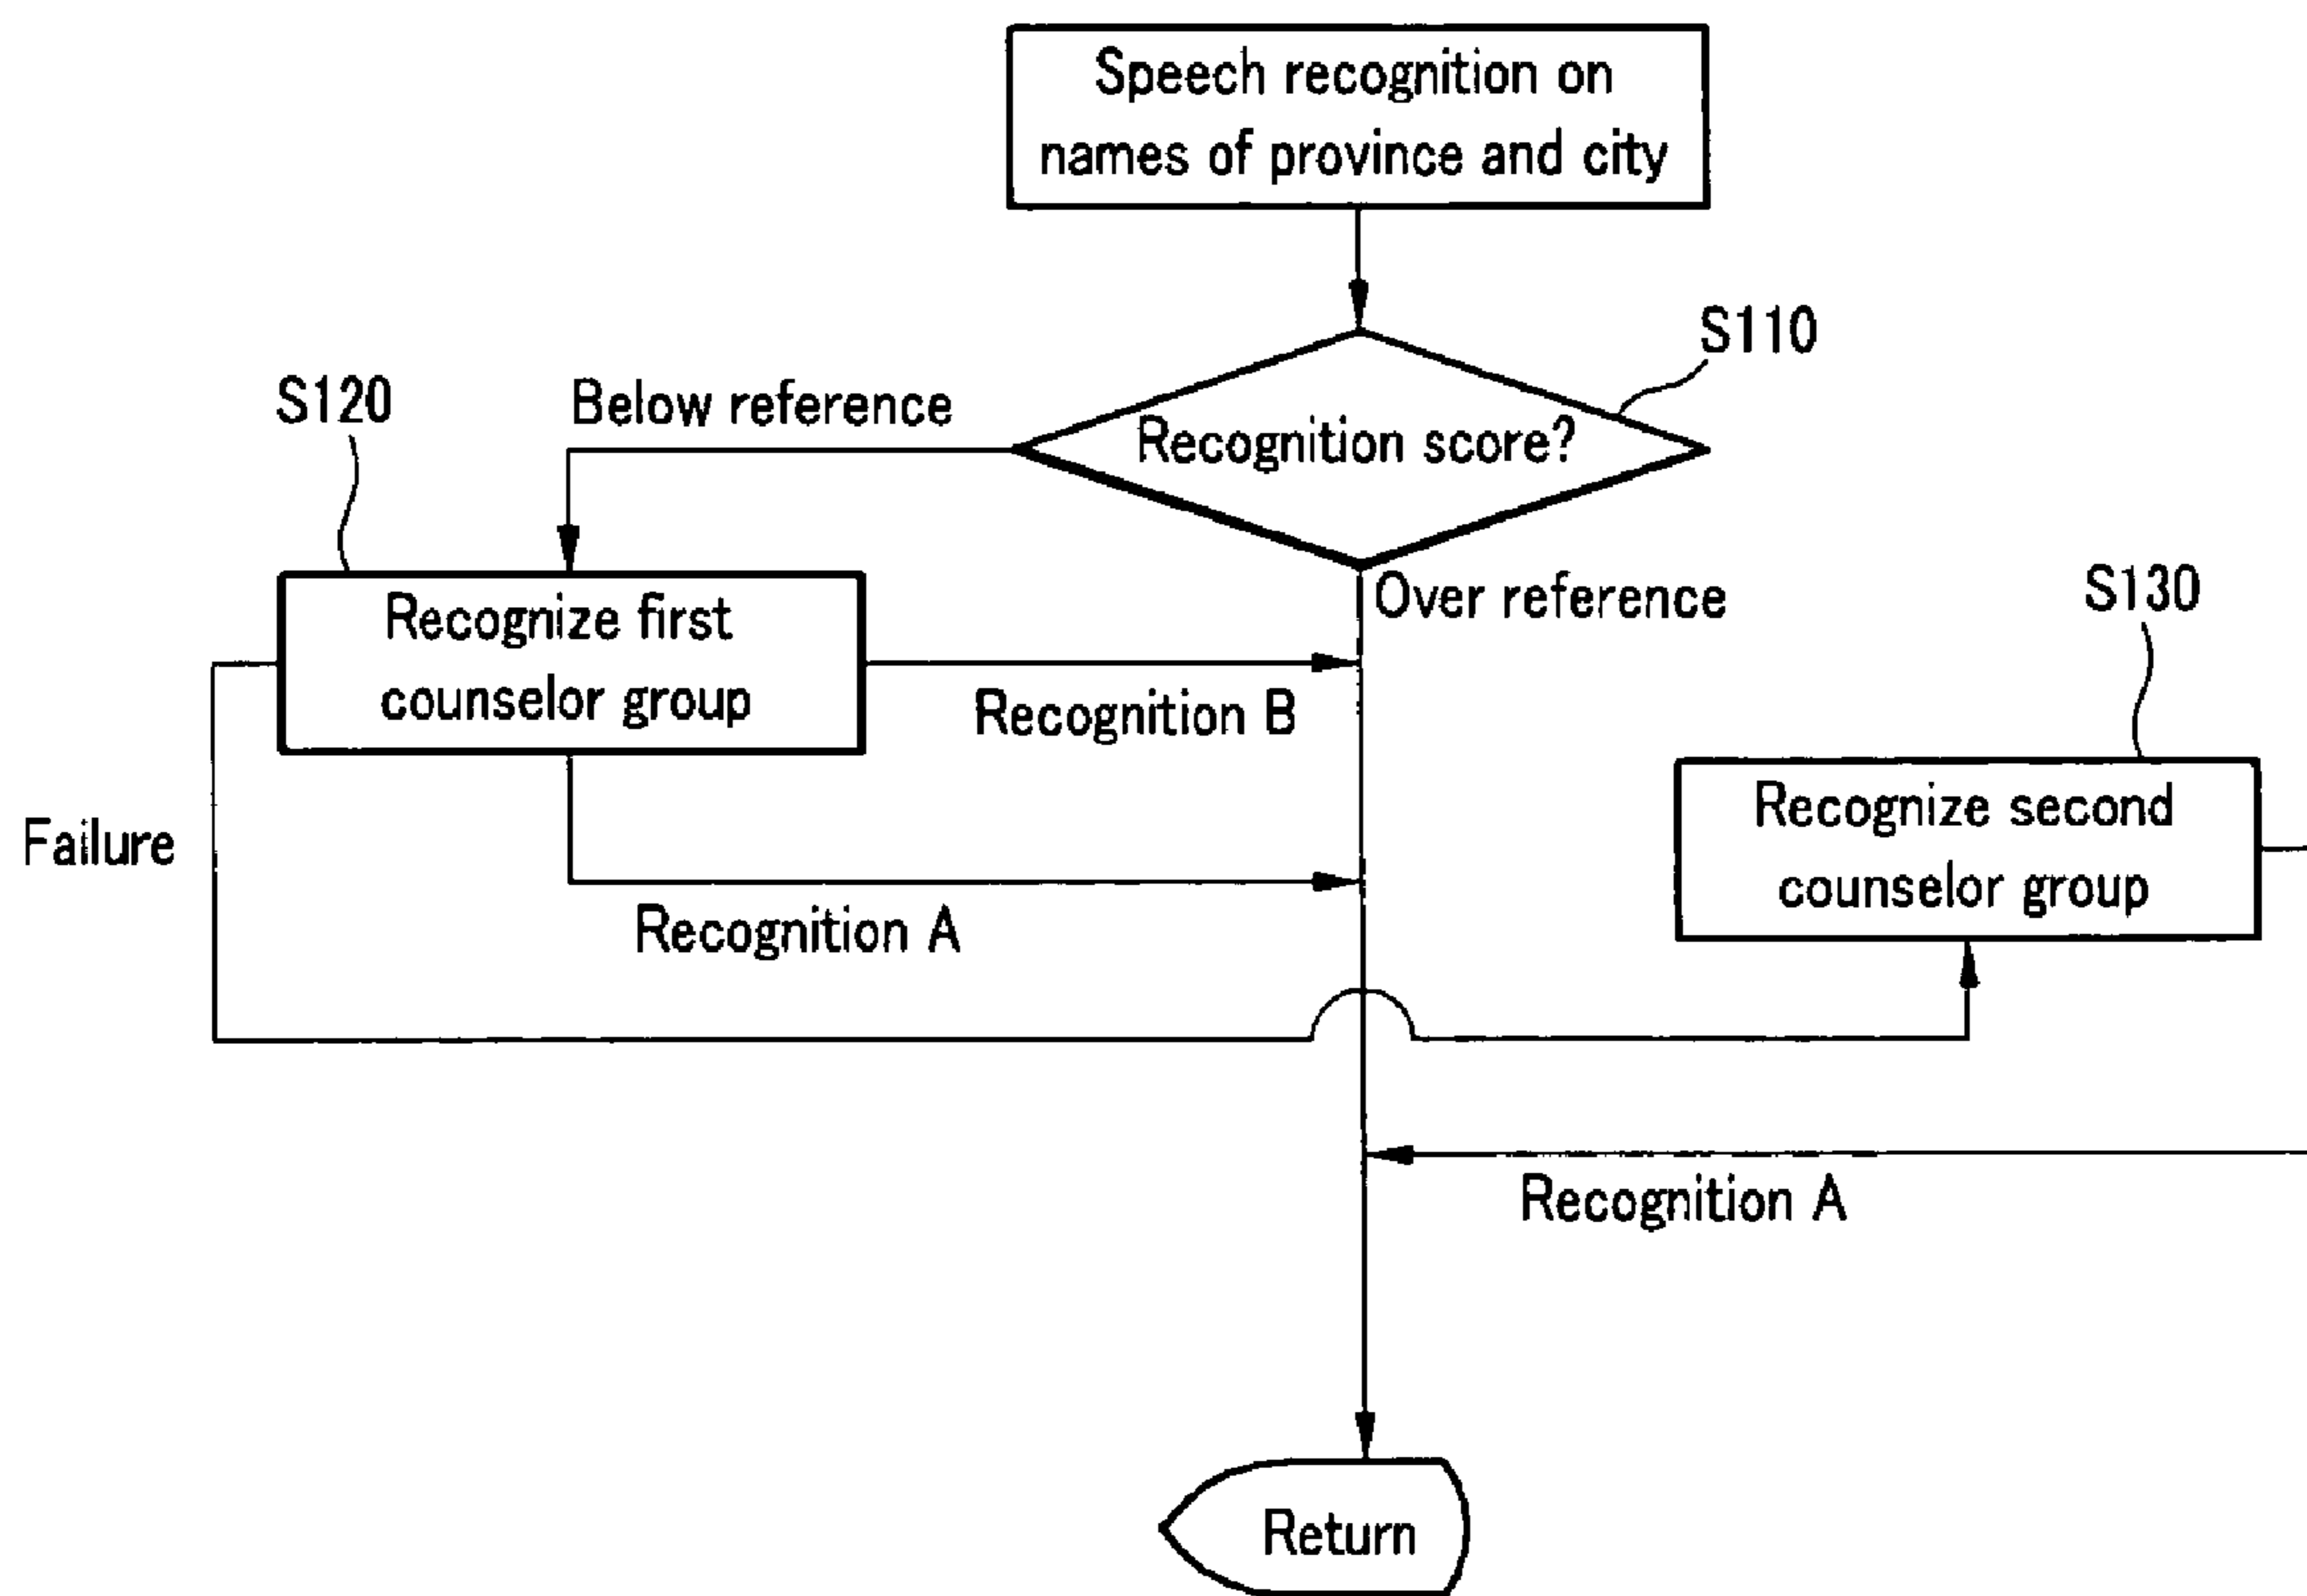 Speech recognition on
names of province and city
S110
S120
Below reference
Recognition score?
Over reference
S130
Recognize first
counselor group
Recognition B
Recognize second
counselor group
Failure
Recognition A
Recognition A
Return